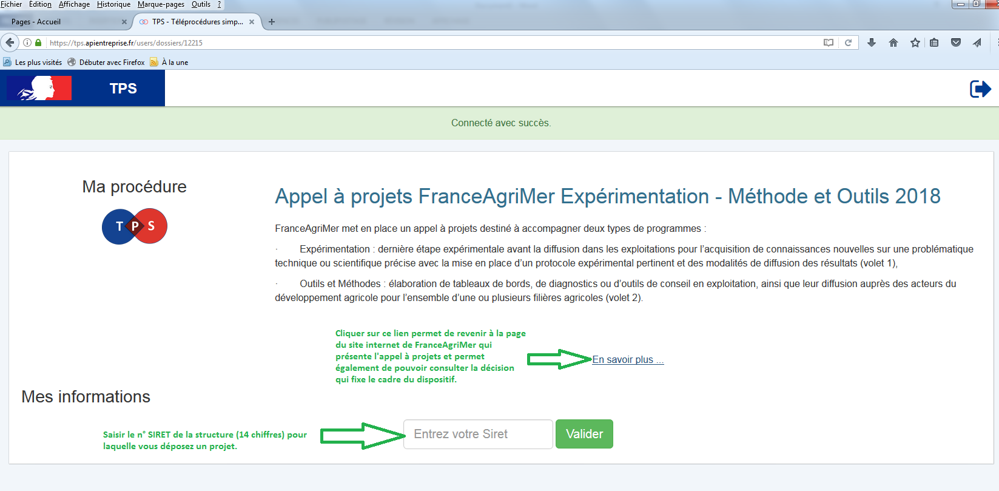 Fichier Édition Affichage Historique Marque-pages Outils ?
Pages - Accueil
TPS - Téléprocédures simp...
https://tps.apientreprise.fr/users/dossiers/12215
Les plus visités Débuter avec Firefox À la une
TPS
Connecté avec succès.
Ma procédure
TPS
Appel à projets FranceAgriMer Expérimentation - Méthode et Outils 2018
FranceAgriMer met en place un appel à projets destiné à accompagner deux types de programmes :
· Expérimentation : dernière étape expérimentale avant la diffusion dans les exploitations pour l’acquisition de connaissances nouvelles sur une problématique
technique ou scientifique précise avec la mise en place d’un protocole expérimental pertinent et des modalités de diffusion des résultats (volet 1),
· Outils et Méthodes : élaboration de tableaux de bords, de diagnostics ou d’outils de conseil en exploitation, ainsi que leur diffusion auprès des acteurs du
développement agricole pour l’ensemble d’une ou plusieurs filières agricoles (volet 2).
Cliquer sur ce lien permet de revenir à la page
du site internet de FranceAgriMer qui
présente l'appel à projets et permet
également de pouvoir consulter la décision
qui fixe le cadre du dispositif.
En savoir plus ...
Mes informations
Saisir le n° SIRET de la structure (14 chiffres) pour
laquelle vous déposez un projet.
Entrez votre Siret
Valider